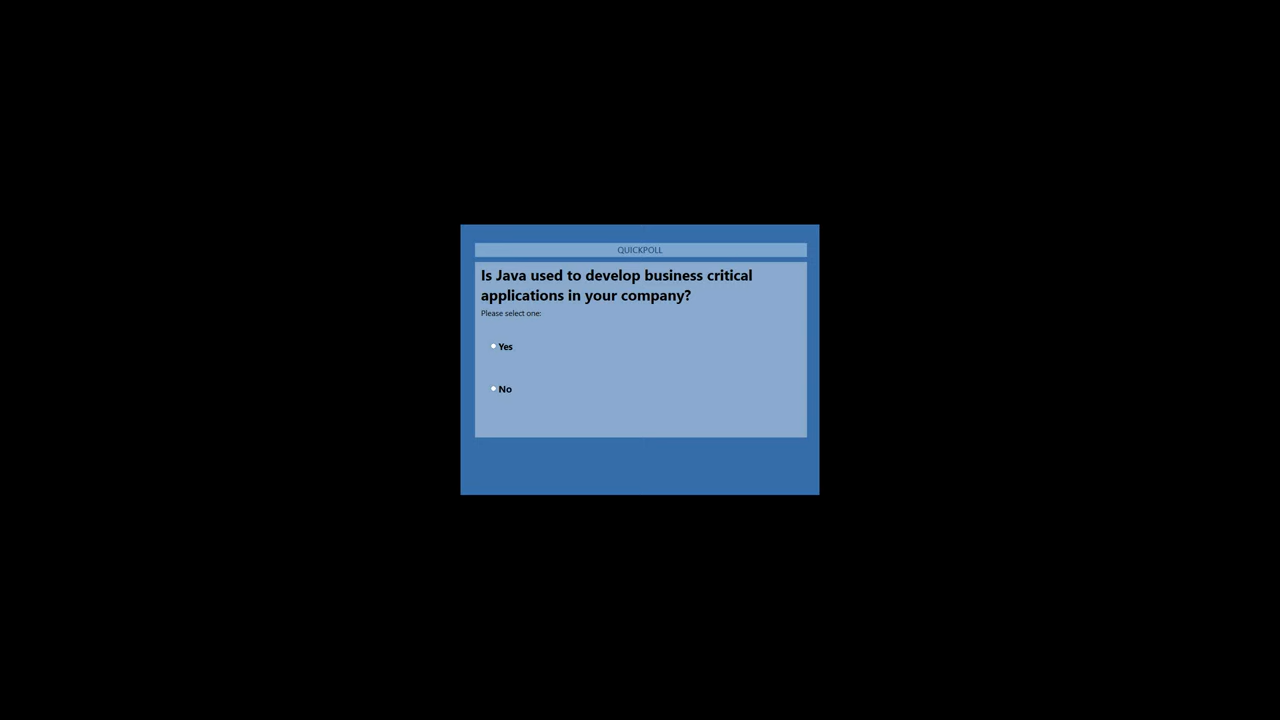 QUICKPOLL
Is Java used to develop business critical
applications in your company?
Please select one:
Yes
No